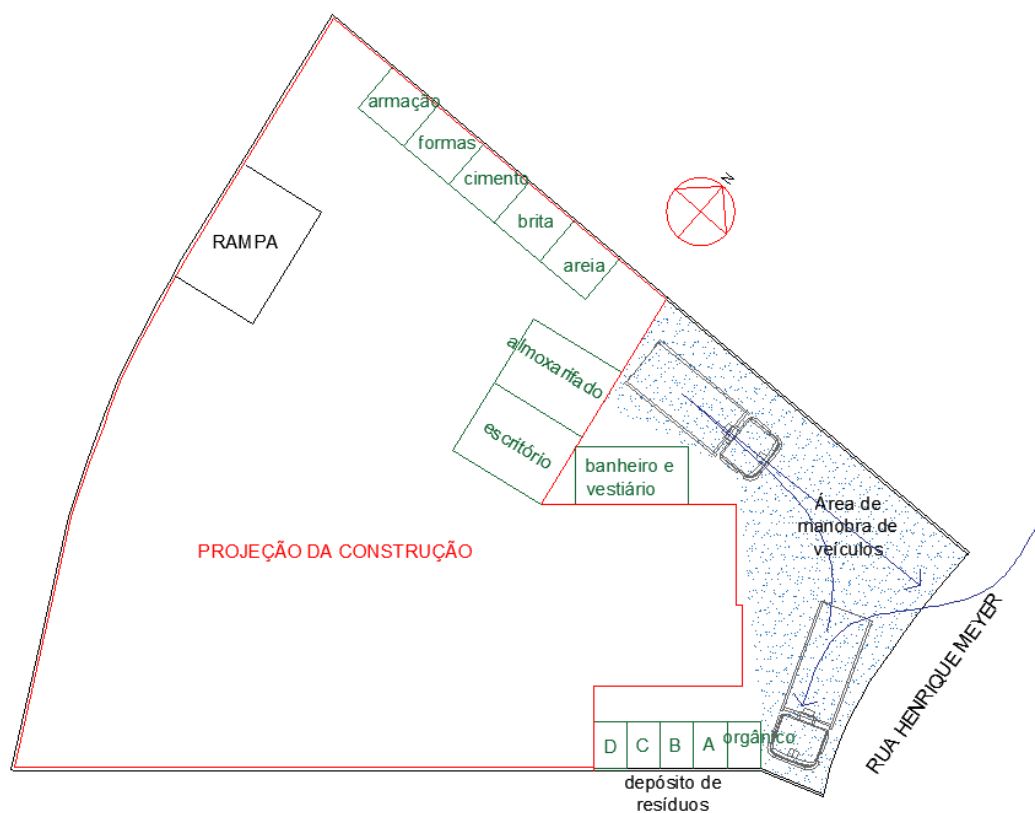 armação
formas
cimento
brita
areia
N
RAMPA
almoxarifado
escritório
banheiro e
vestiário
Área de
manobra de
veículos
PROJEÇÃO DA CONSTRUÇÃO
RUA HENRIQUE MEYER
D C B A orgânico
depósito de
resíduos